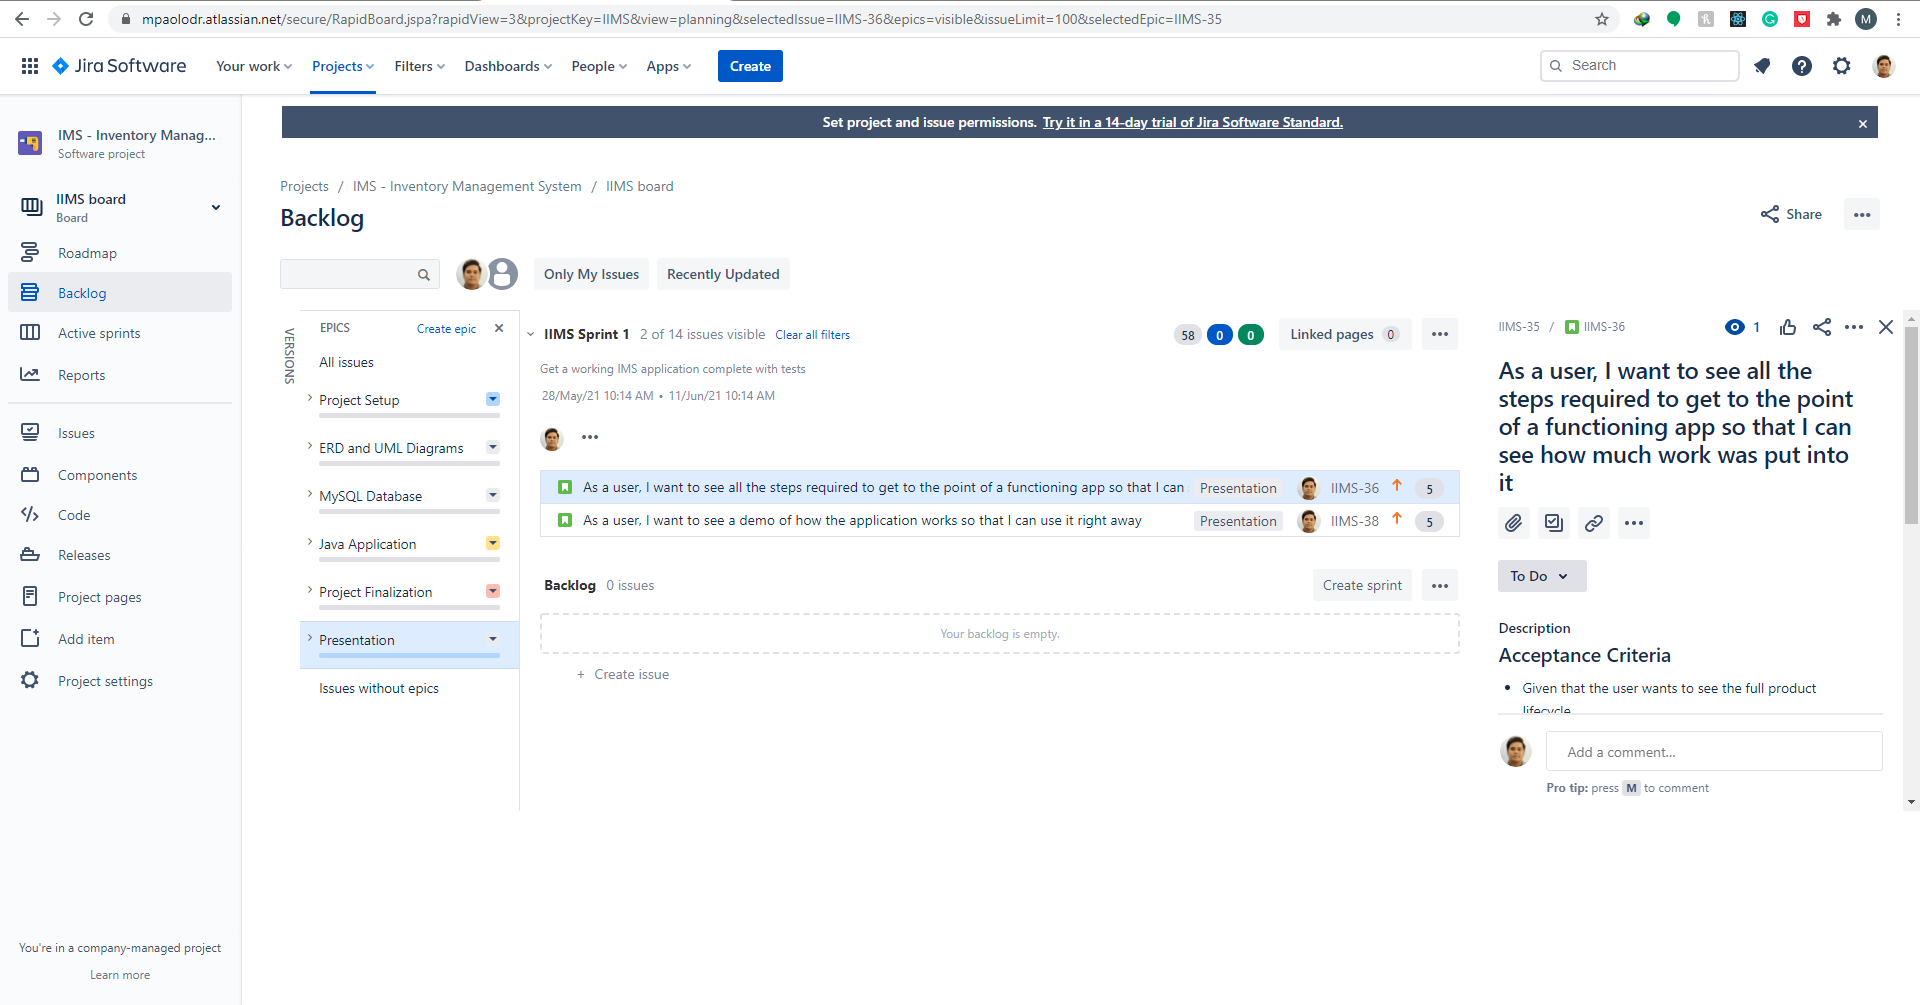 mpaolodr.atlassian.net/secure/RapidBoard.jspa?rapidView=3&projectKey=IIMS&view=planning&selectedIssue=IIMS-36&epics=visible&issueLimit=100&selectedEpic=IIMS-35
M
Jira Software
Your work
Projects
Filters
Dashboards
People
Apps
Create
Search
IMS - Inventory Manag...
Software project
IIMS board
Board
Roadmap
Backlog
Active sprints
Reports
Issues
Components
Code
Releases
Project pages
Add item
Project settings
You're in a company-managed project
Learn more
Set project and issue permissions. Try it in a 14-day trial of Jira Software Standard.
Projects / IMS - Inventory Management System / IIMS board
Backlog
Share
Only My Issues
Recently Updated
VERSIONS
EPICS
Create epic
All issues
Project Setup
ERD and UML Diagrams
MySQL Database
Java Application
Project Finalization
Presentation
Issues without epics
IIMS Sprint 1 2 of 14 issues visible Clear all filters
58 0 0
Linked pages 0
Get a working IMS application complete with tests
28/May/21 10:14 AM • 11/Jun/21 10:14 AM
As a user, I want to see all the steps required to get to the point of a functioning app so that I can Presentation IIMS-36 5
As a user, I want to see a demo of how the application works so that I can use it right away Presentation IIMS-38 5
Backlog 0 issues
Create sprint
Your backlog is empty.
+ Create issue
IIMS-35 / IIMS-36
1
As a user, I want to see all the
steps required to get to the point
of a functioning app so that I can
see how much work was put into
it
To Do
Description
Acceptance Criteria
• Given that the user wants to see the full product
lifecycle
Add a comment...
Pro tip: press M to comment